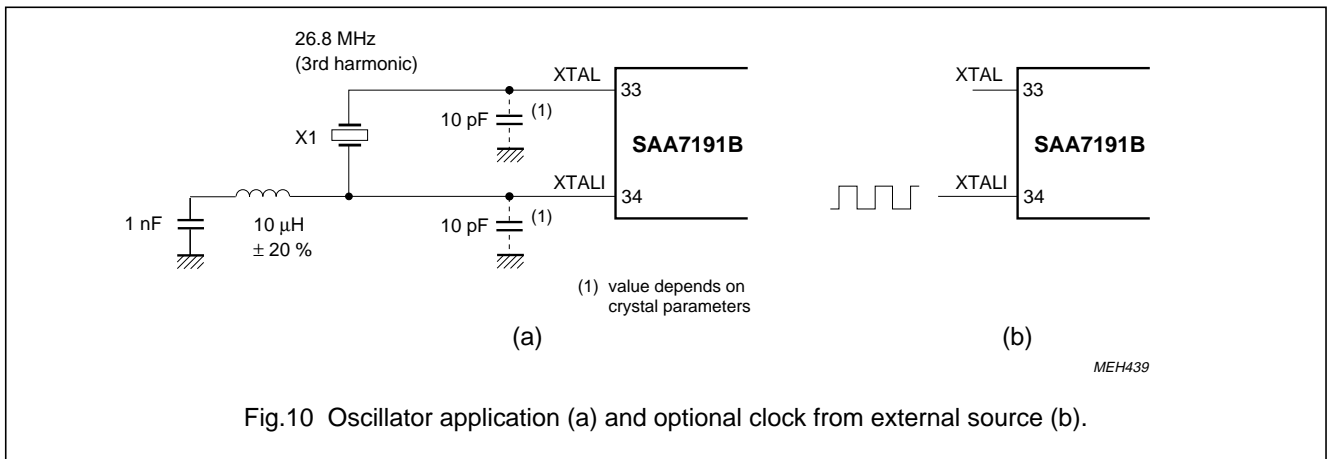 26.8 MHz
(3rd harmonic)
XTAL
33
10 pF
(1)
X1
SAA7191B
XTALI
34
1 nF
10 µH
± 20 %
10 pF
(1)
(1) value depends on
crystal parameters
(a)
XTAL
33
SAA7191B
XTALI
34
(b)
MEH439
Fig.10 Oscillator application (a) and optional clock from external source (b).